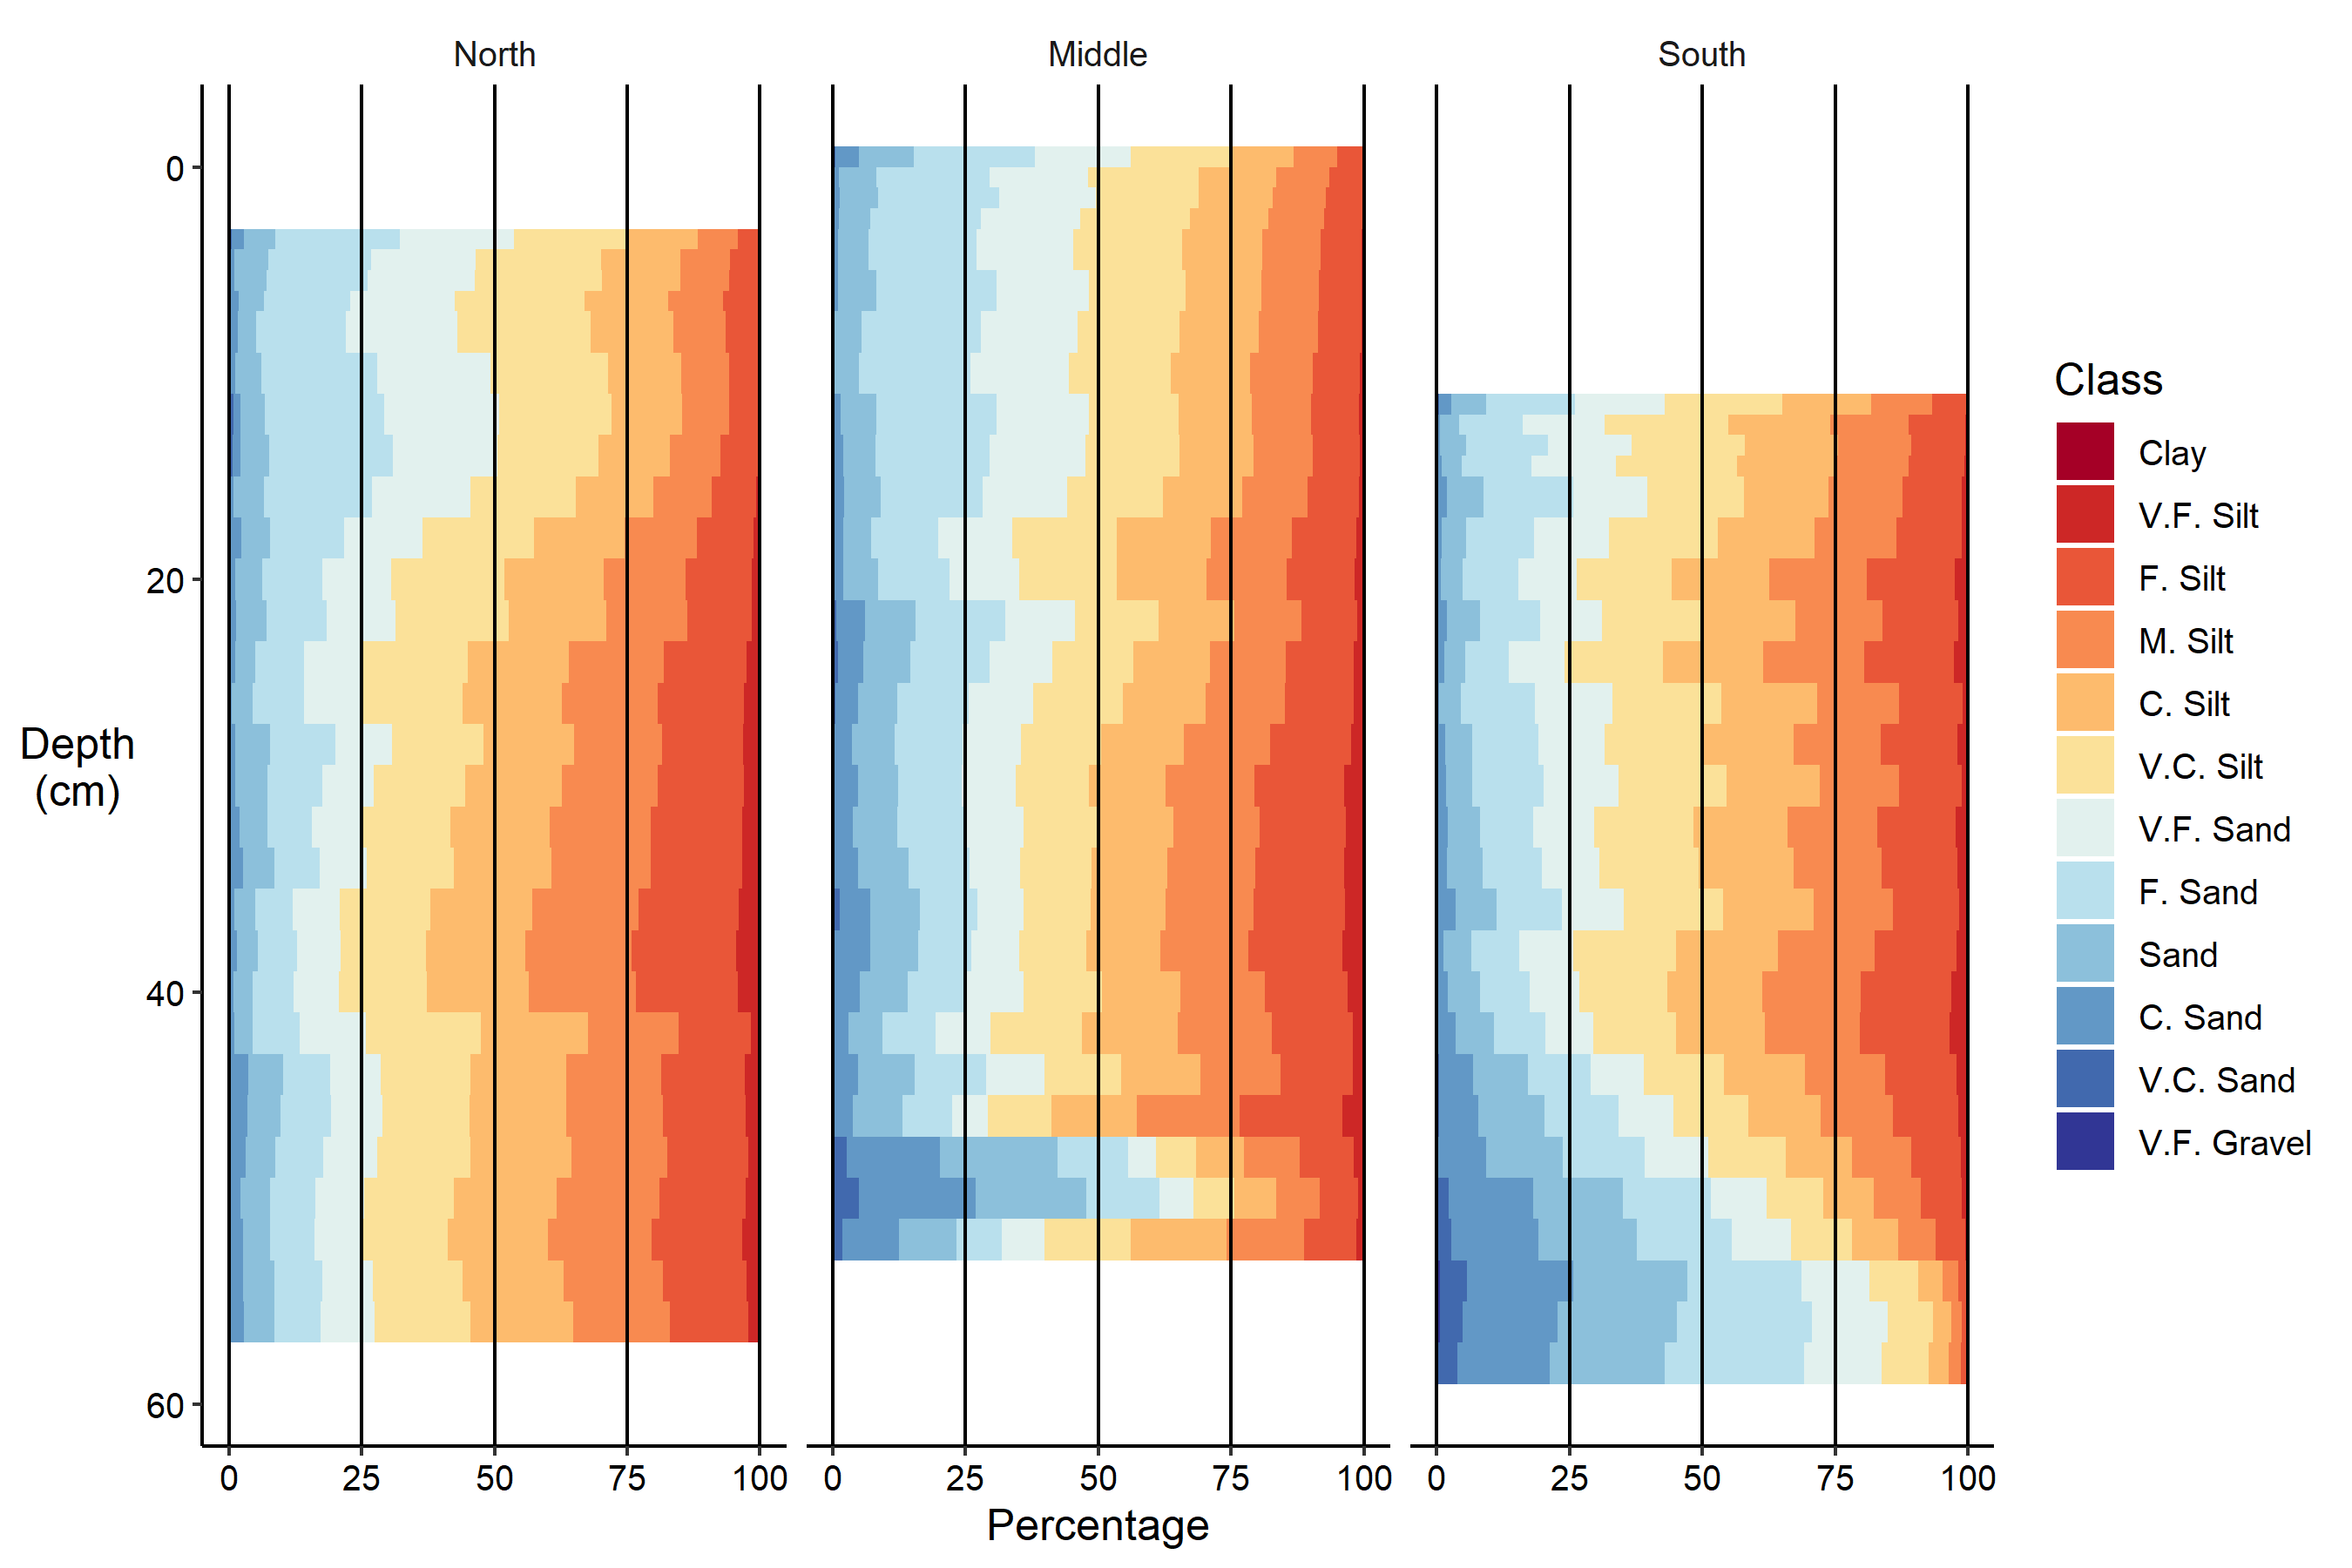 North
Middle
South
0
20
40
60
Depth
(cm)
0 25 50 75 100
0 25 50 75 100
0 25 50 75 100
Percentage
Class
Clay
V.F. Silt
F. Silt
M. Silt
C. Silt
V.C. Silt
V.F. Sand
F. Sand
Sand
C. Sand
V.C. Sand
V.F. Gravel